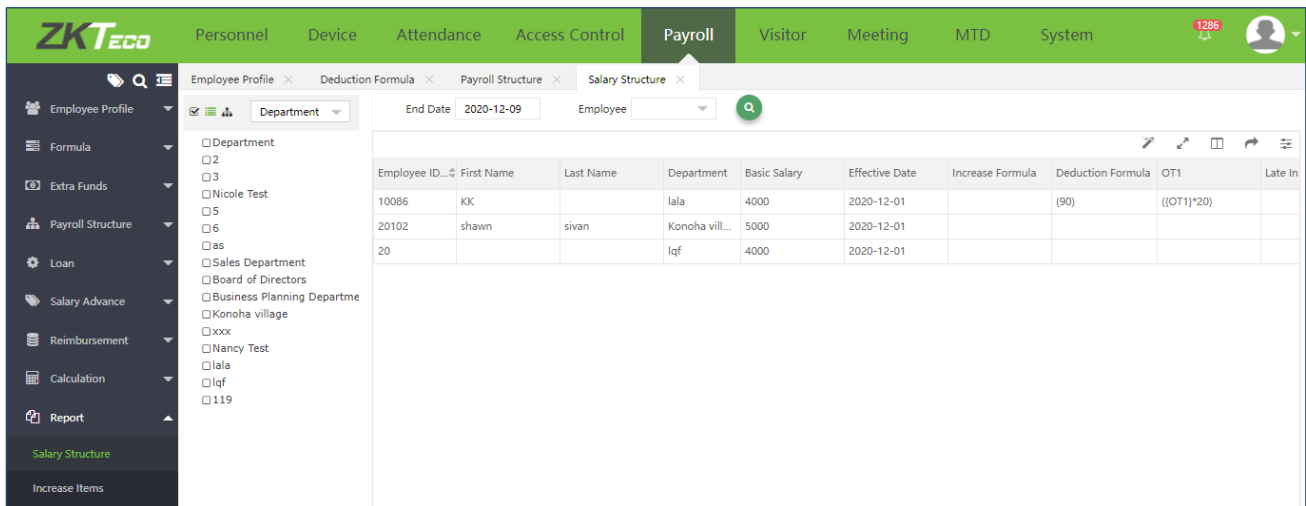 ZKTeco Personnel Device Attendance Access Control Payroll Visitor Meeting MTD System 1286
Employee Profile Deduction Formula Payroll Structure Salary Structure
Employee Profile
Formula
Extra Funds
Payroll Structure
Loan
Salary Advance
Reimbursement
Calculation
Report
Salary Structure
Increase Items
Department
Department
2
3
Nicole Test
5
6
as
Sales Department
Board of Directors
Business Planning Departme
Konoha village
xxx
Nancy Test
lala
lqf
119
End Date 2020-12-09 Employee
Employee ID... First Name Last Name Department Basic Salary Effective Date Increase Formula Deduction Formula OT1 Late In
10086 KK lala 4000 2020-12-01 (90) ((OT1)*20)
20102 shawn sivan Konoha vill... 5000 2020-12-01
20 lqf 4000 2020-12-01